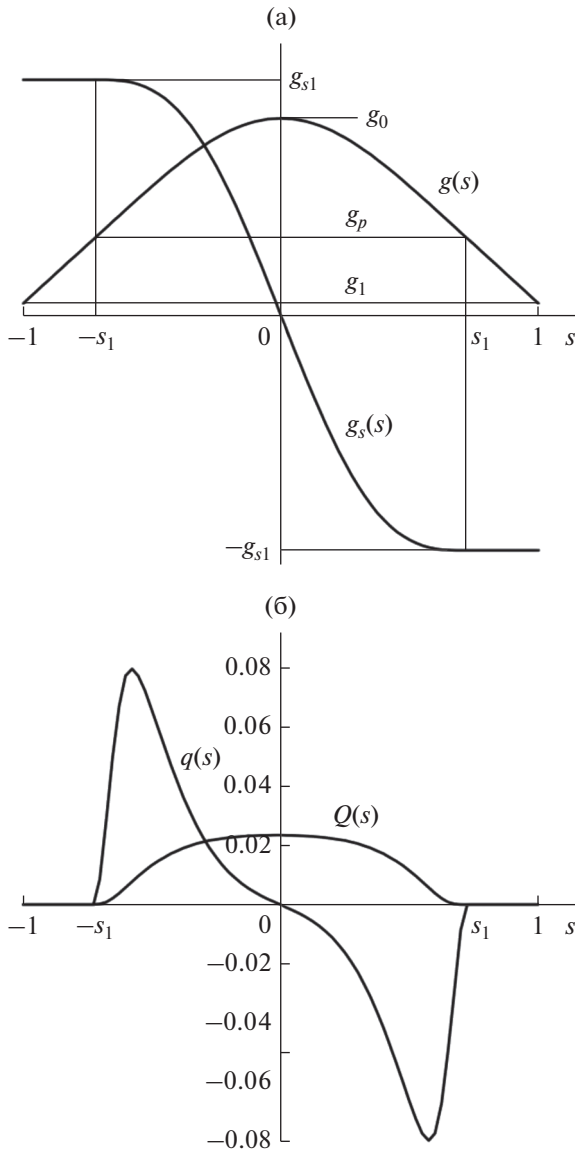 (а)
g_{s1}
g_0
g(s)
g_p
g_1
−1
−s_1
0
s_1
1
s
g_s(s)
−g_{s1}
(б)
0.08
0.06
q(s)
0.04
Q(s)
0.02
−1
−s_1
0
s_1
1
s
−0.02
−0.04
−0.06
−0.08